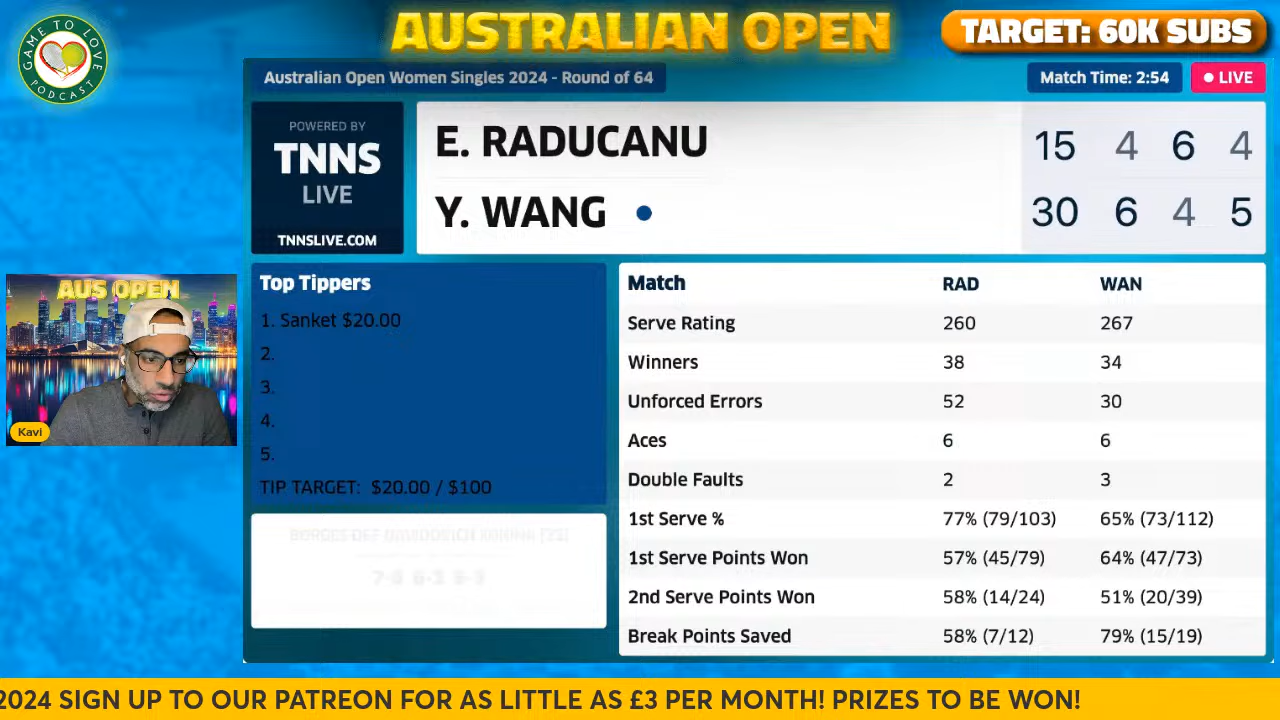 GAME TO LOVE
PODCAST
AUSTRALIAN OPEN
TARGET: 60K SUBS
Australian Open Women Singles 2024 - Round of 64
Match Time: 2:54
LIVE
POWERED BY
TNNS
LIVE
TNNSLIVE.COM
E. RADUCANU 15 4 6 4
Y. WANG 30 6 4 5
AUS OPEN
Kavi
Top Tippers
1. Sanket $20.00
2.
3.
4.
5.
TIP TARGET: $20.00 / $100
Match RAD WAN
Serve Rating 260 267
Winners 38 34
Unforced Errors 52 30
Aces 6 6
Double Faults 2 3
1st Serve % 77% (79/103) 65% (73/112)
1st Serve Points Won 57% (45/79) 64% (47/73)
2nd Serve Points Won 58% (14/24) 51% (20/39)
Break Points Saved 58% (7/12) 79% (15/19)
2024 SIGN UP TO OUR PATREON FOR AS LITTLE AS £3 PER MONTH! PRIZES TO BE WON!